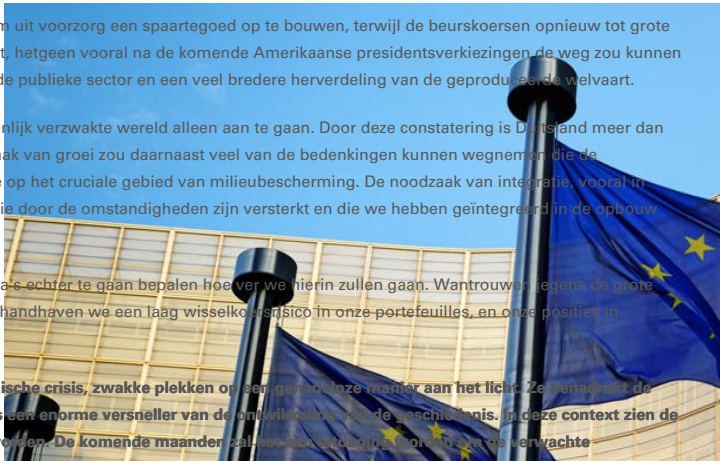 m uit voorzorg een spaartegoed op te bouwen, terwijl de beurskoersen opnieuw tot grote
t, hetgeen vooral na de komende Amerikaanse presidentsverkiezingen de weg zou kunnen
de publieke sector en een veel bredere herverdeling van de geproduceerde welvaart.
nlijk verzwakte wereld alleen aan te gaan. Door deze constatering is Duitsland meer dan
ak van groei zou daarnaast veel van de bedenkingen kunnen wegnemen die de
op het cruciale gebied van milieubescherming. De noodzaak van integratie, vooral in
ie door de omstandigheden zijn versterkt en die we hebben geïntegreerd in de opbouw
a's echter te gaan bepalen hoe ver we hierin zullen gaan. Wantrouwen jegens de grote
handhaven we een laag wisselkoersrisico in onze portefeuilles, en onze posities in
ische crisis, zwakke plekken op een genadeloze manier aan het licht. Ze benadrukt de
s een enorme versneller van de ontwikkeling van de geschiedenis. In deze context zien de
orden. De komende maanden zal het een uitdaging worden om de verwachte